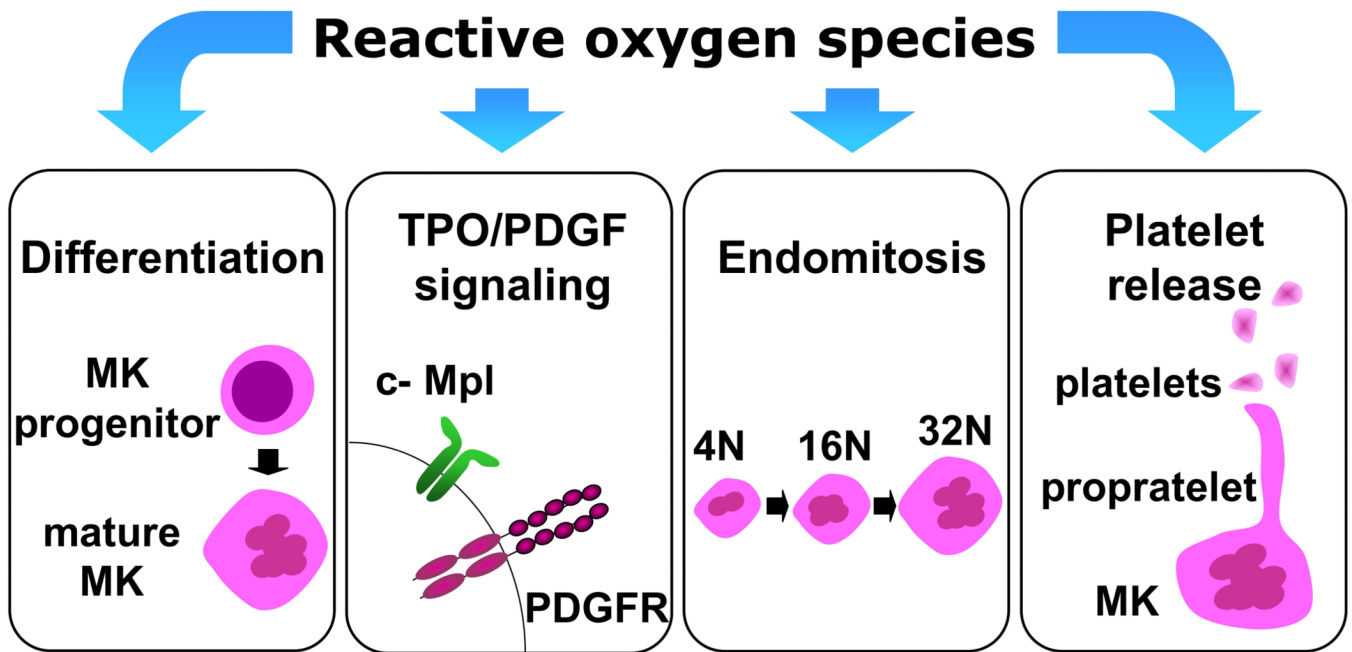 Reactive oxygen species
Differentiation
MK
progenitor
mature
MK
TPO/PDGF
signaling
c- Mpl
PDGFR
Endomitosis
4N
16N
32N
Platelet
release
platelets
propratelet
MK